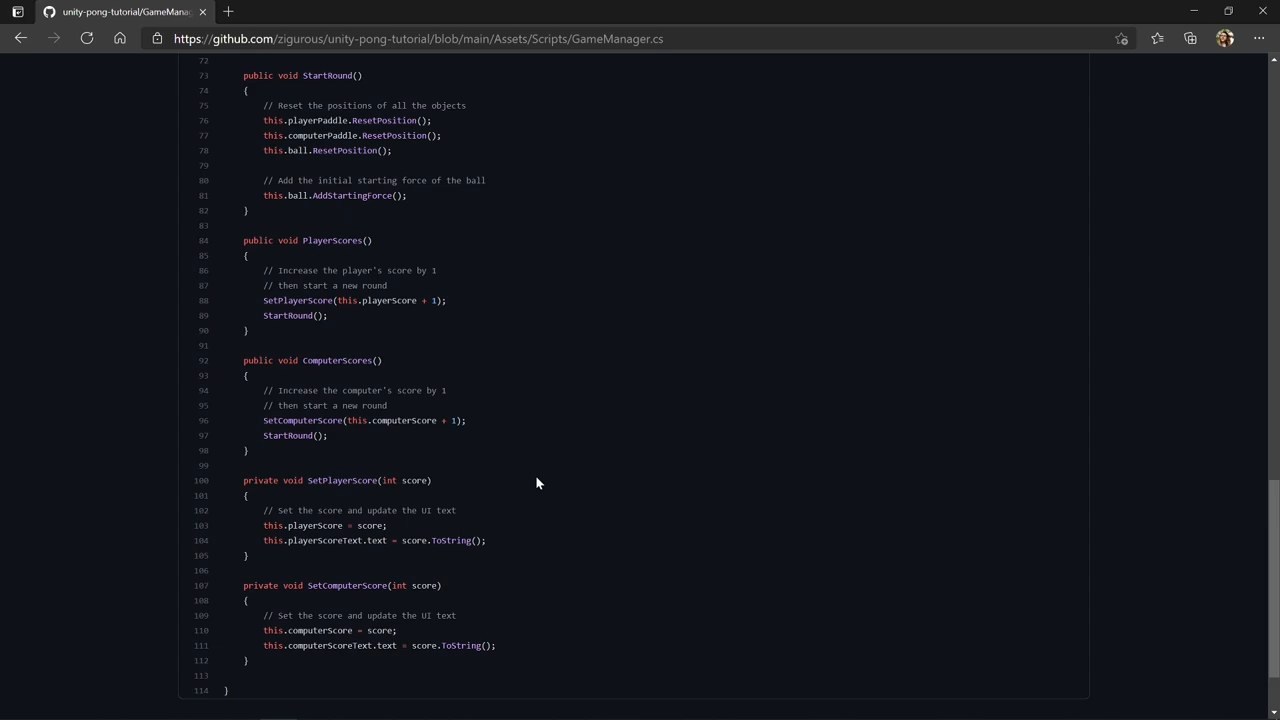 unity-pong-tutorial/GameManag
https://github.com/zigurous/unity-pong-tutorial/blob/main/Assets/Scripts/GameManager.cs
72
73 public void StartRound()
74 {
75 // Reset the positions of all the objects
76 this.playerPaddle.ResetPosition();
77 this.computerPaddle.ResetPosition();
78 this.ball.ResetPosition();
79
80 // Add the initial starting force of the ball
81 this.ball.AddStartingForce();
82 }
83
84 public void PlayerScores()
85 {
86 // Increase the player's score by 1
87 // then start a new round
88 SetPlayerScore(this.playerScore + 1);
89 StartRound();
90 }
91
92 public void ComputerScores()
93 {
94 // Increase the computer's score by 1
95 // then start a new round
96 SetComputerScore(this.computerScore + 1);
97 StartRound();
98 }
99
100 private void SetPlayerScore(int score)
101 {
102 // Set the score and update the UI text
103 this.playerScore = score;
104 this.playerScoreText.text = score.ToString();
105 }
106
107 private void SetComputerScore(int score)
108 {
109 // Set the score and update the UI text
110 this.computerScore = score;
111 this.computerScoreText.text = score.ToString();
112 }
113
114 }